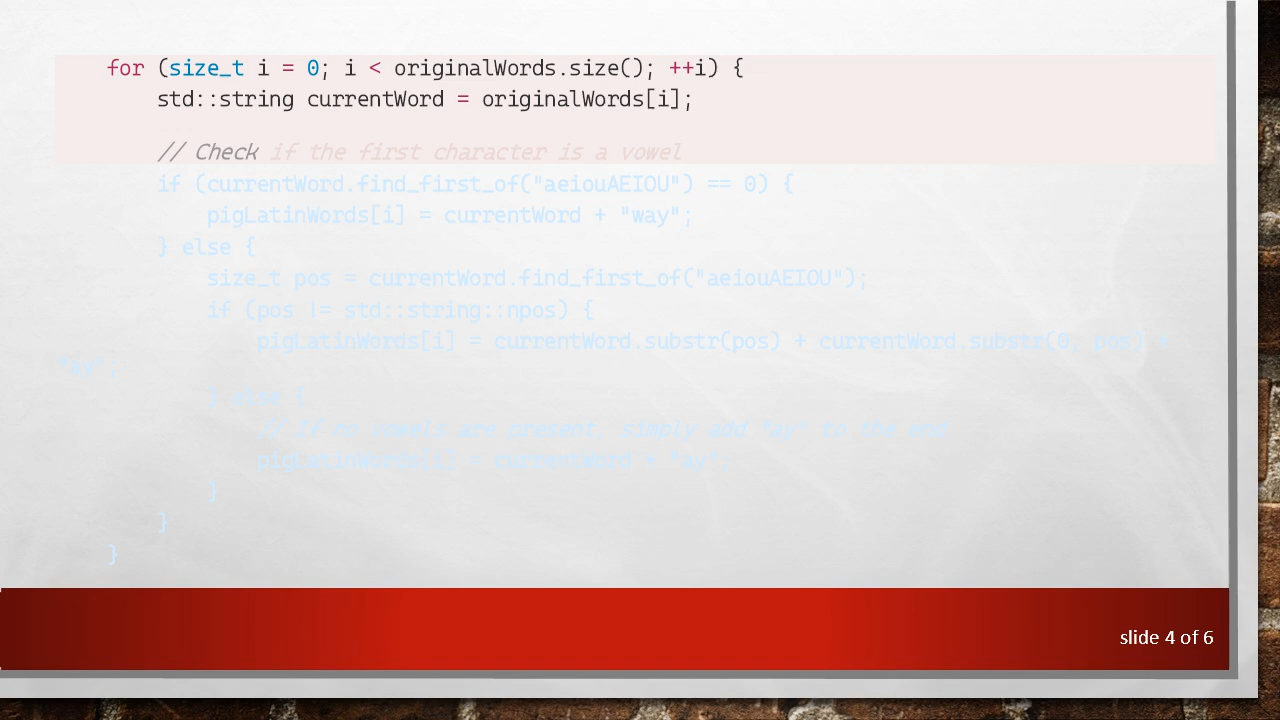 for (size_t i = 0; i < originalWords.size(); ++i) {
std::string currentWord = originalWords[i];
// Check if the first character is a vowel
if (currentWord.find_first_of("aeiouAEIOU") == 0) {
pigLatinWords[i] = currentWord + "way";
} else {
size_t pos = currentWord.find_first_of("aeiouAEIOU");
if (pos != std::string::npos) {
pigLatinWords[i] = currentWord.substr(pos) + currentWord.substr(0, pos) +
"ay";
} else {
// If no vowels are present, simply add "ay" to the end
pigLatinWords[i] = currentWord + "ay";
}
}
}
slide 4 of 6